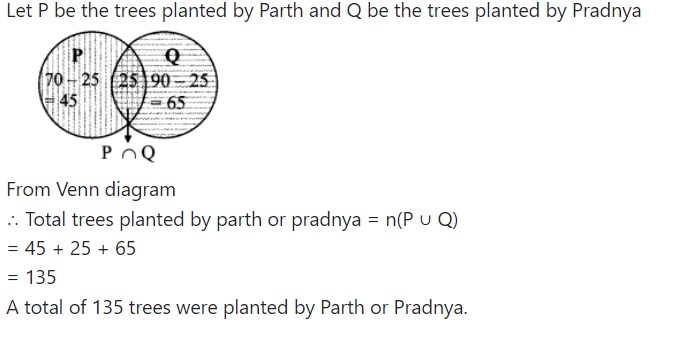 Let P be the trees planted by Parth and Q be the trees planted by Pradnya
P Q
70 – 25 25 90 – 25
= 45 = 65
P ∩ Q
From Venn diagram
∴ Total trees planted by parth or pradnya = n(P ∪ Q)
= 45 + 25 + 65
= 135
A total of 135 trees were planted by Parth or Pradnya.